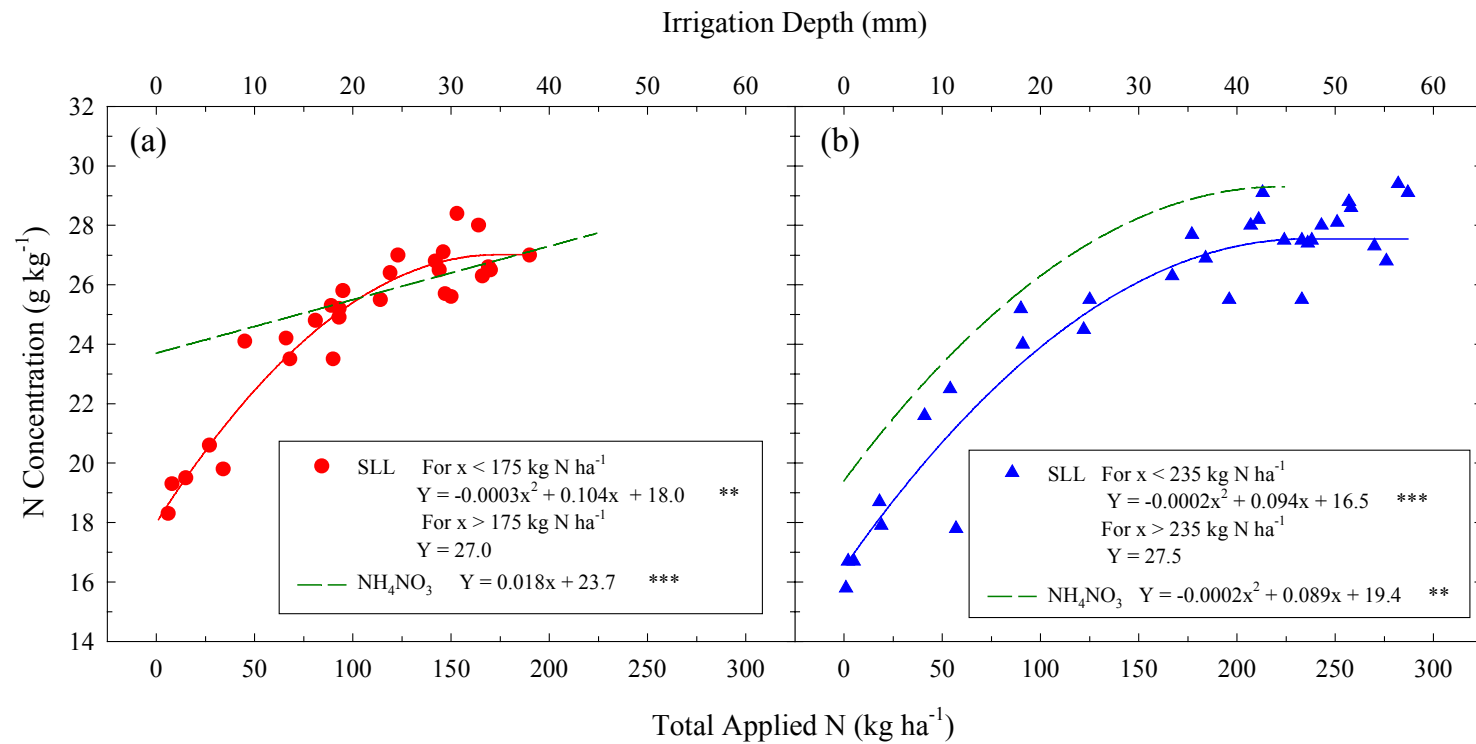 Irrigation Depth (mm)
0 10 20 30 40 50 60 0 10 20 30 40 50 60
N Concentration (g kg⁻¹)
32
30
28
26
24
22
20
18
16
14
(a)
SLL For x < 175 kg N ha⁻¹
Y = -0.0003x² + 0.104x + 18.0 **
For x > 175 kg N ha⁻¹
Y = 27.0
NH₄NO₃ Y = 0.018x + 23.7 ***
(b)
SLL For x < 235 kg N ha⁻¹
Y = -0.0002x² + 0.094x + 16.5 ***
For x > 235 kg N ha⁻¹
Y = 27.5
NH₄NO₃ Y = -0.0002x² + 0.089x + 19.4 **
0 50 100 150 200 250 300 0 50 100 150 200 250 300
Total Applied N (kg ha⁻¹)